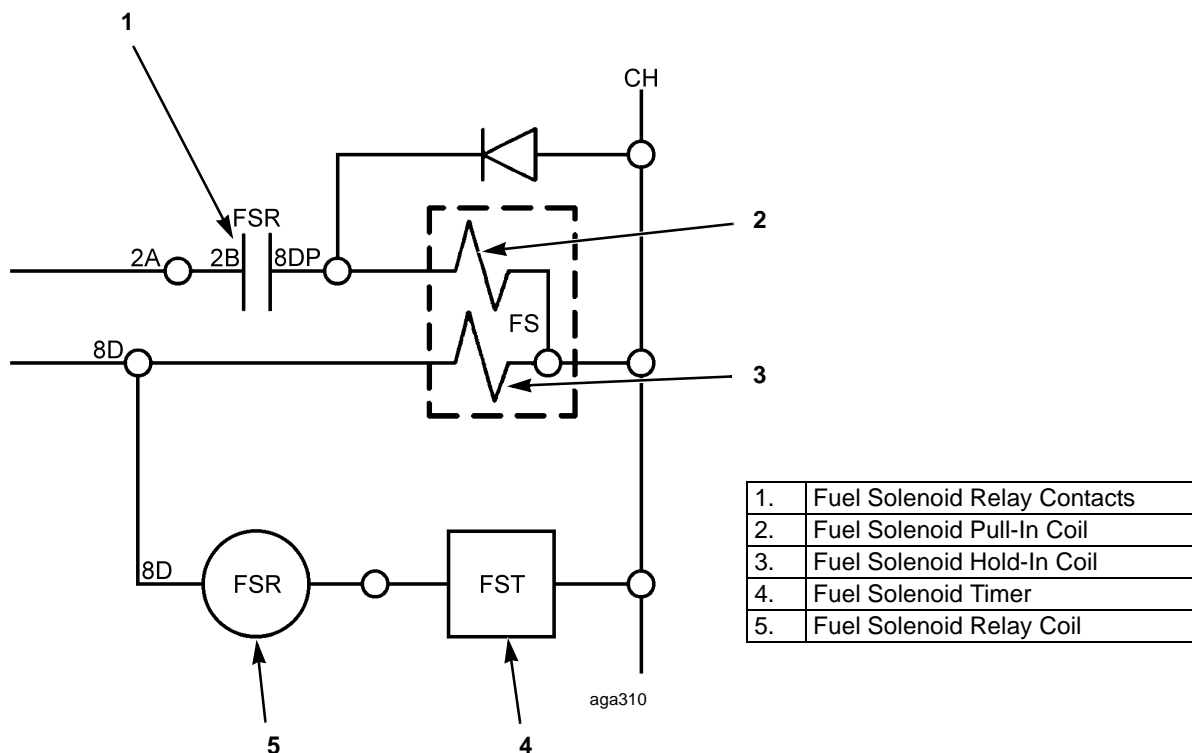 1
CH
FSR
2A
2B
8DP
2
FS
8D
3
8D
FSR
FST
aga310
5
4
1. Fuel Solenoid Relay Contacts
2. Fuel Solenoid Pull-In Coil
3. Fuel Solenoid Hold-In Coil
4. Fuel Solenoid Timer
5. Fuel Solenoid Relay Coil